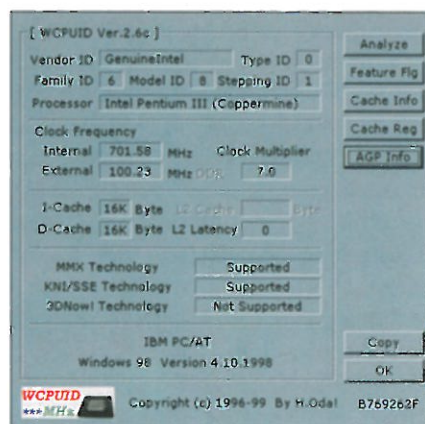 [ WCPUID Ver.2.6c ]
Vendor ID GenuineIntel Type ID 0
Family ID 6 Model ID 8 Stepping ID 1
Processor Intel Pentium III (Coppermine)
Clock Frequency
Internal 701.58 MHz Clock Multiplier
External 100.23 MHz DDR 7.0
I-Cache 16K Byte L2 Cache Byte
D-Cache 16K Byte L2 Latency 0
MMX Technology Supported
KNI/SSE Technology Supported
3DNow! Technology Not Supported
IBM PC/AT
Windows 98 Version 4.10.1998
WCPUID
***MHz
Copyright (c) 1996-99 By H.Oda!
Analyze
Feature Flg
Cache Info
Cache Reg
AGP Info
Copy
OK
B769262F